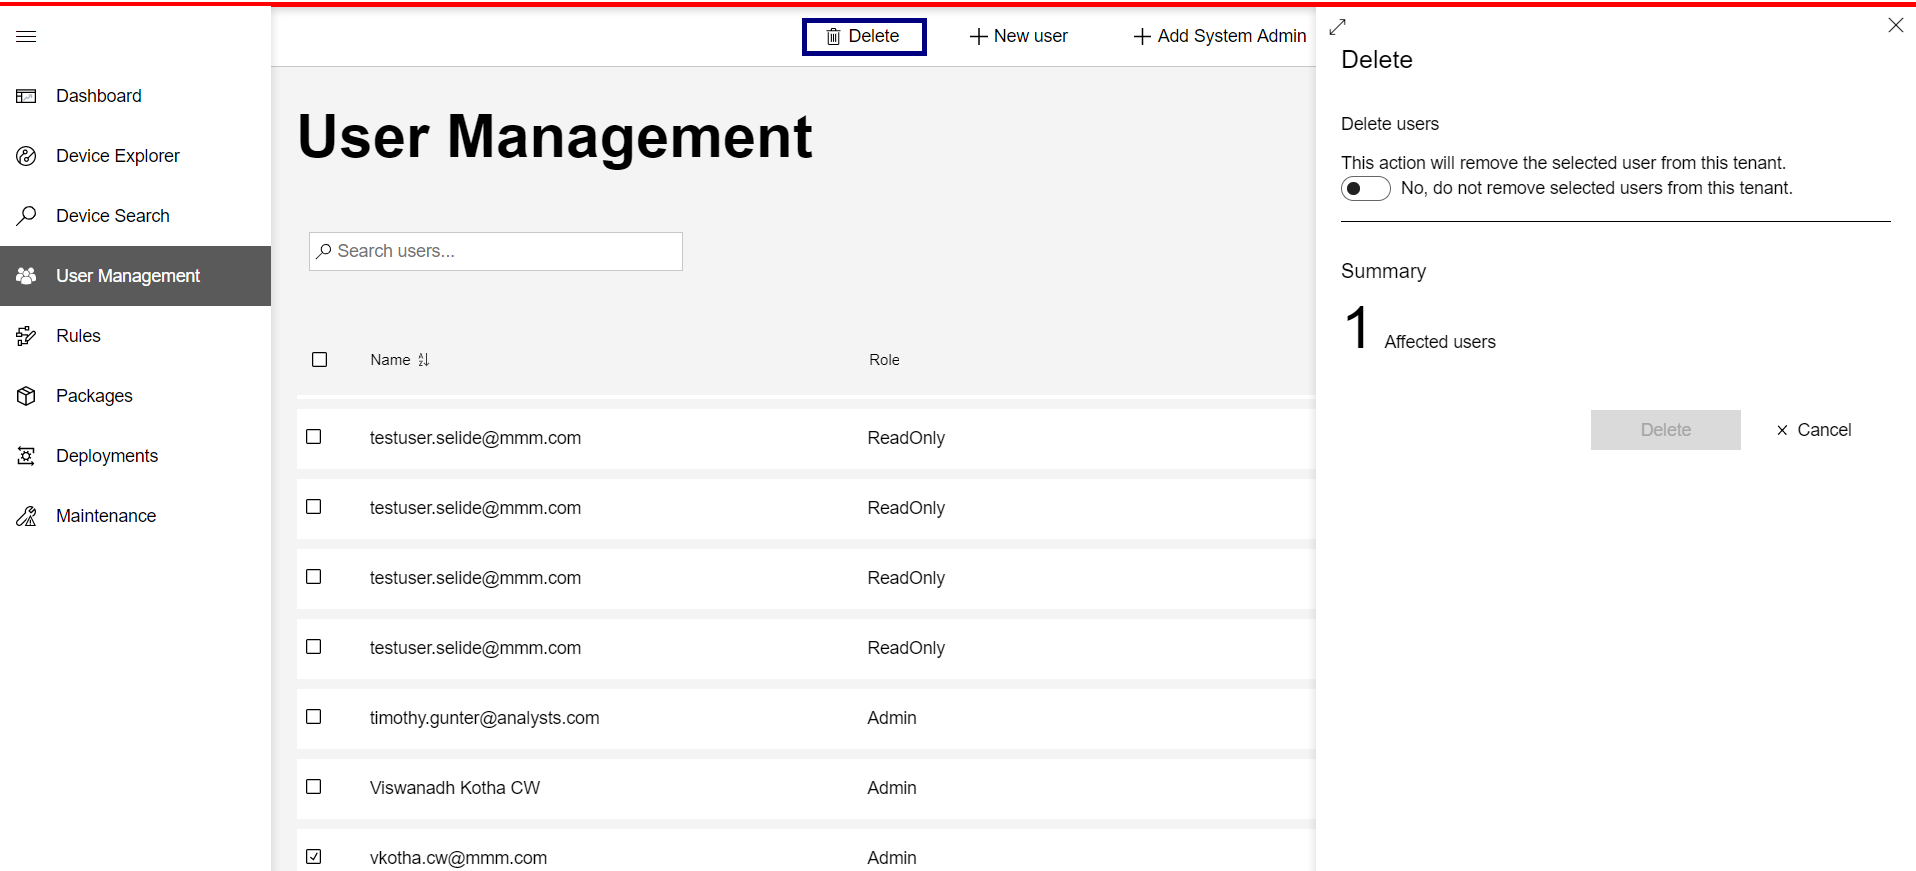 Delete
New user
Add System Admin
Dashboard
Device Explorer
Device Search
User Management
Rules
Packages
Deployments
Maintenance
User Management
Search users...
Name
Role
testuser.selide@mmm.com ReadOnly
testuser.selide@mmm.com ReadOnly
testuser.selide@mmm.com ReadOnly
testuser.selide@mmm.com ReadOnly
timothy.gunter@analysts.com Admin
Viswanadh Kotha CW Admin
vkotha.cw@mmm.com Admin
Delete
Delete users
This action will remove the selected user from this tenant.
No, do not remove selected users from this tenant.
Summary
1 Affected users
Delete
Cancel